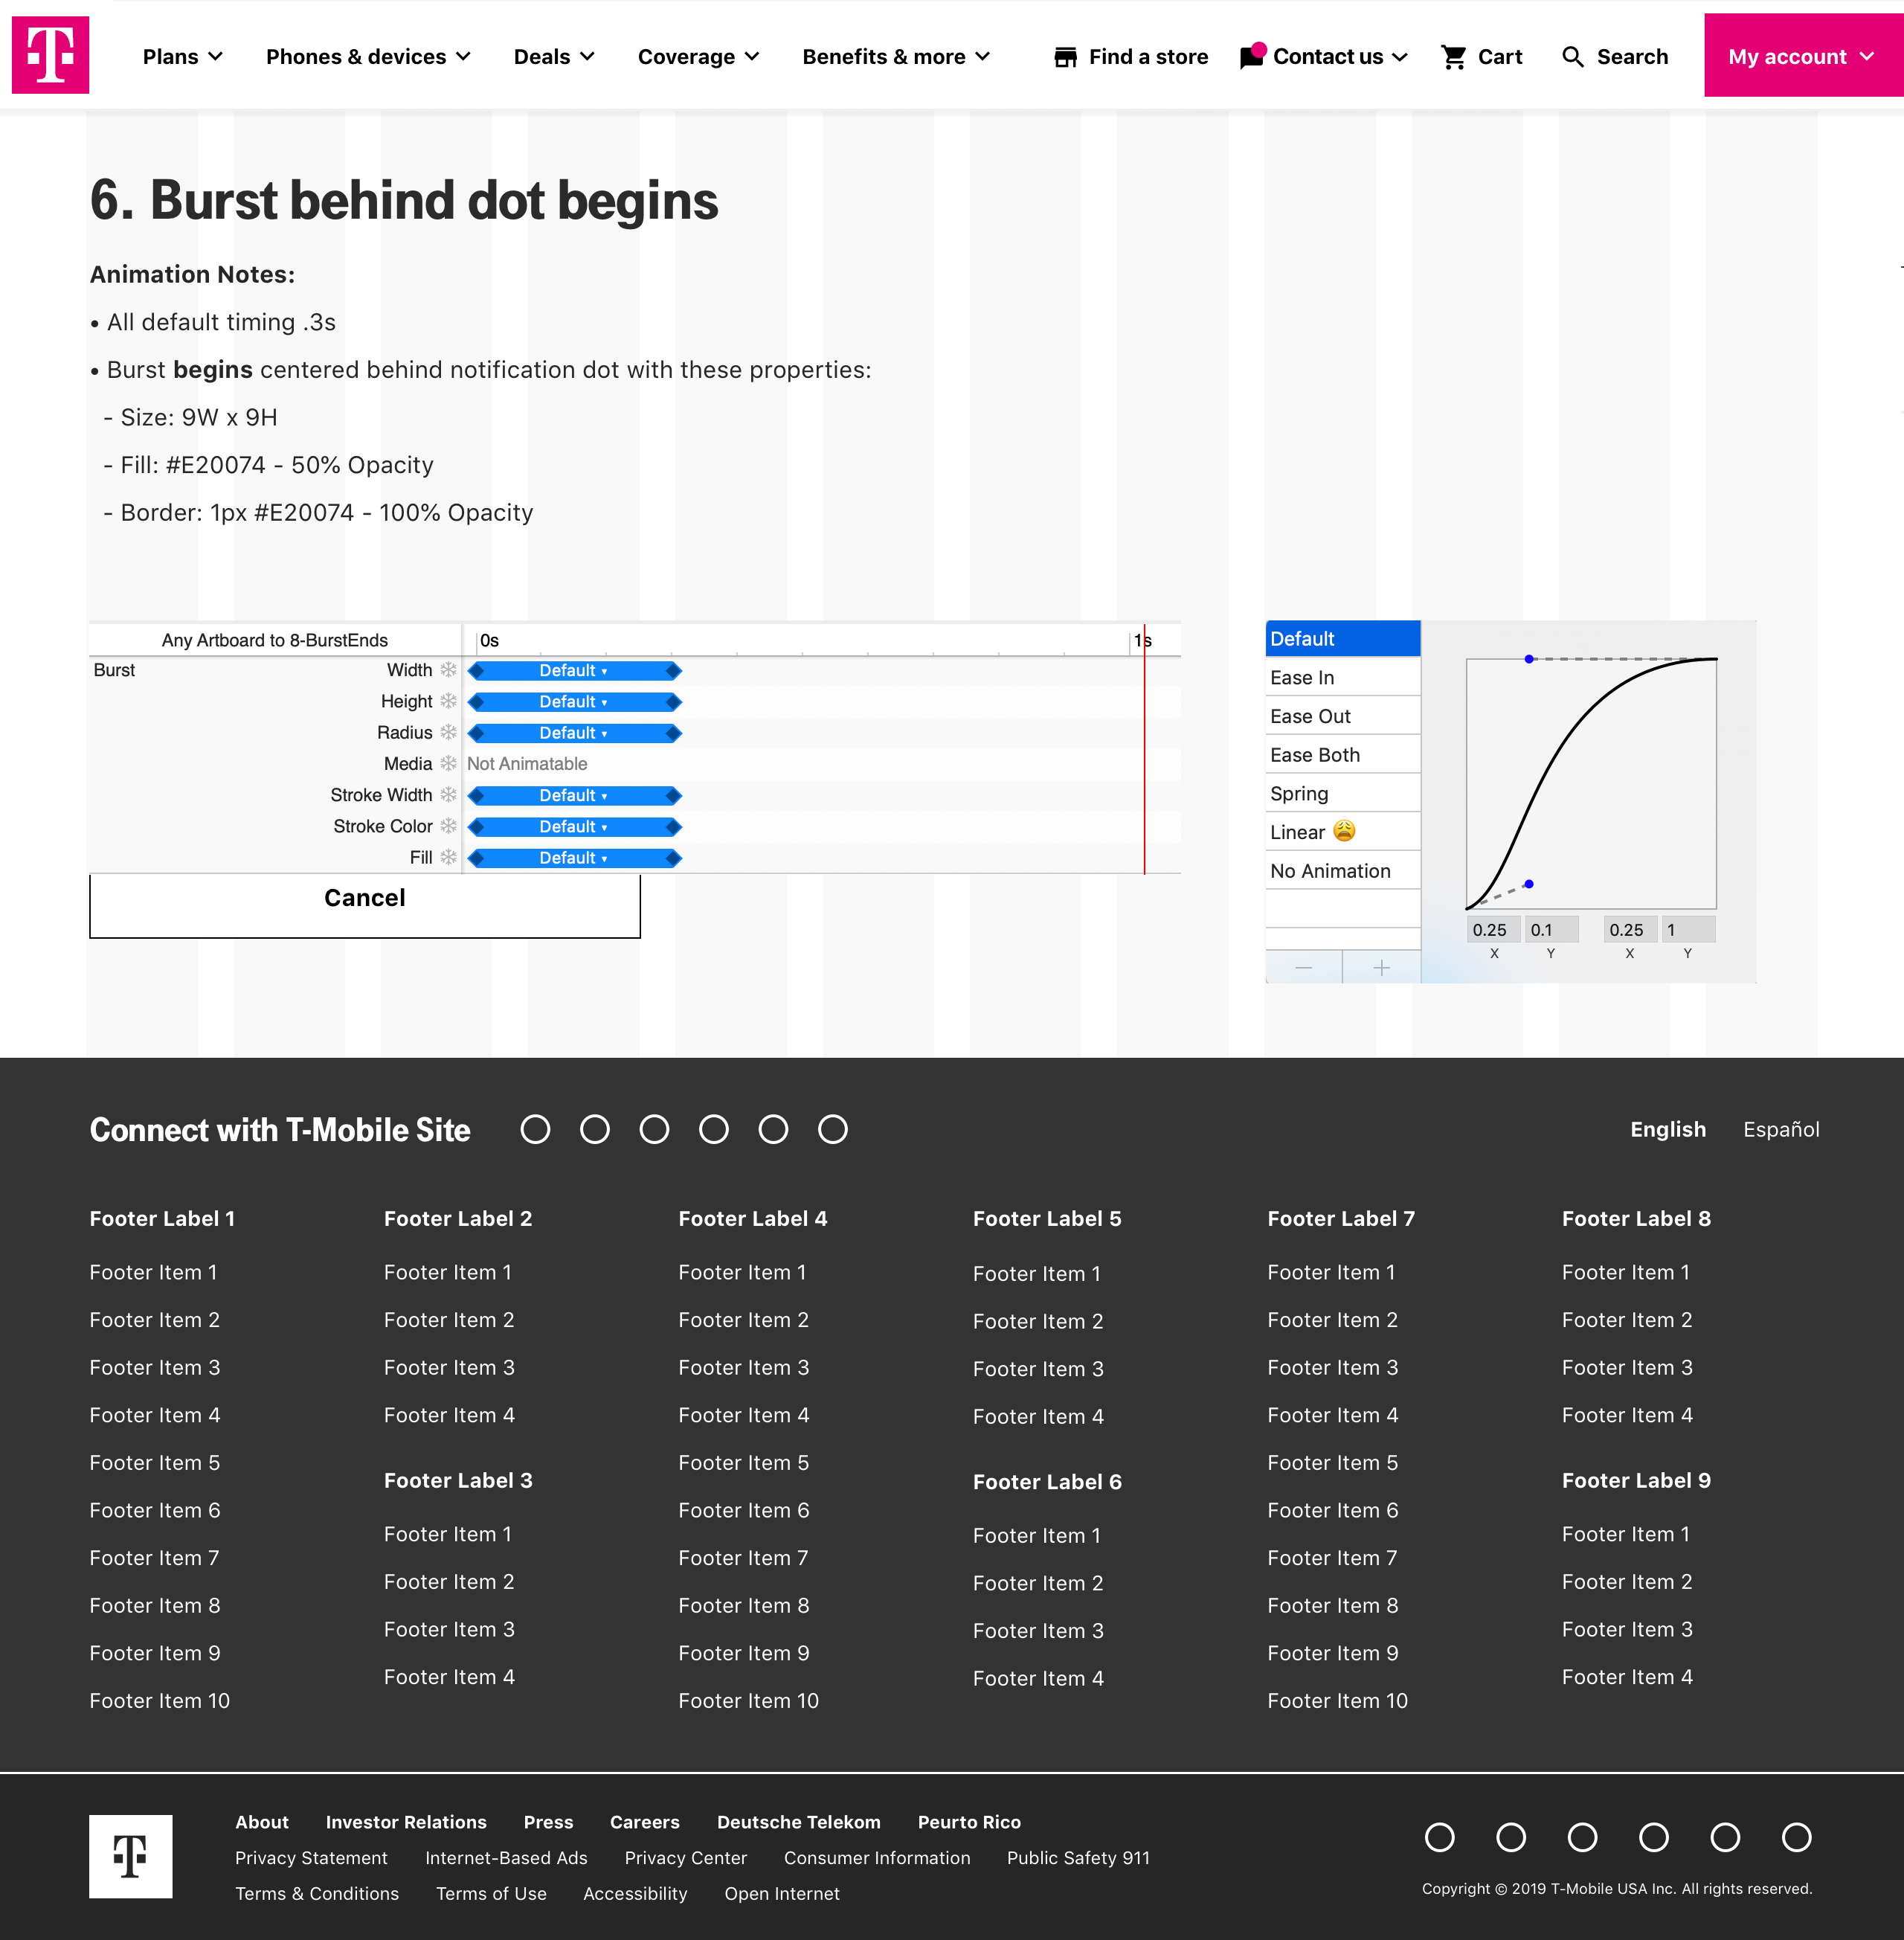 T Plans Phones & devices Deals Coverage Benefits & more Find a store Contact us Cart Search My account
6. Burst behind dot begins
Animation Notes:
• All default timing .3s
• Burst begins centered behind notification dot with these properties:
- Size: 9W x 9H
- Fill: #E20074 - 50% Opacity
- Border: 1px #E20074 - 100% Opacity
Any Artboard to 8-BurstEnds 0s 1s
Burst Width Default
Height Default
Radius Default
Media Not Animatable
Stroke Width Default
Stroke Color Default
Fill Default
Cancel
Default
Ease In
Ease Out
Ease Both
Spring
Linear 😩
No Animation
0.25 0.1 0.25 1
X Y X Y
Connect with T-Mobile Site English Español
Footer Label 1
Footer Item 1
Footer Item 2
Footer Item 3
Footer Item 4
Footer Item 5
Footer Item 6
Footer Item 7
Footer Item 8
Footer Item 9
Footer Item 10
Footer Label 2
Footer Item 1
Footer Item 2
Footer Item 3
Footer Item 4
Footer Label 3
Footer Item 1
Footer Item 2
Footer Item 3
Footer Item 4
Footer Label 4
Footer Item 1
Footer Item 2
Footer Item 3
Footer Item 4
Footer Item 5
Footer Item 6
Footer Item 7
Footer Item 8
Footer Item 9
Footer Item 10
Footer Label 5
Footer Item 1
Footer Item 2
Footer Item 3
Footer Item 4
Footer Label 6
Footer Item 1
Footer Item 2
Footer Item 3
Footer Item 4
Footer Label 7
Footer Item 1
Footer Item 2
Footer Item 3
Footer Item 4
Footer Item 5
Footer Item 6
Footer Item 7
Footer Item 8
Footer Item 9
Footer Item 10
Footer Label 8
Footer Item 1
Footer Item 2
Footer Item 3
Footer Item 4
Footer Label 9
Footer Item 1
Footer Item 2
Footer Item 3
Footer Item 4
T
About Investor Relations Press Careers Deutsche Telekom Peurto Rico
Privacy Statement Internet-Based Ads Privacy Center Consumer Information Public Safety 911
Terms & Conditions Terms of Use Accessibility Open Internet
Copyright © 2019 T-Mobile USA Inc. All rights reserved.